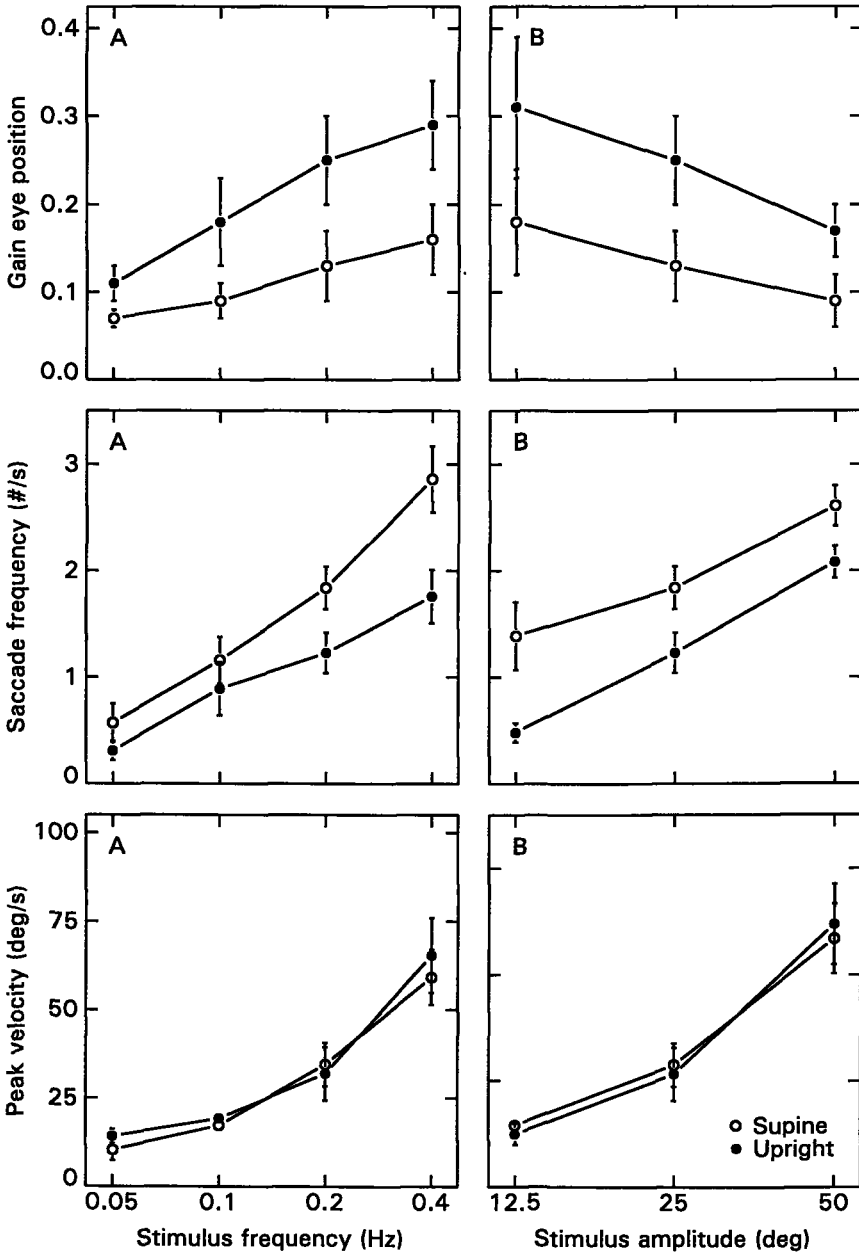 A
B
Gain eye position
0.4
0.3
0.2
0.1
0.0
A
B
Saccade frequency (#/s)
3
2
1
0
A
B
Peak velocity (deg/s)
100
75
50
25
0
Supine
Upright
0.05 0.1 0.2 0.4
12.5 25 50
Stimulus frequency (Hz)
Stimulus amplitude (deg)